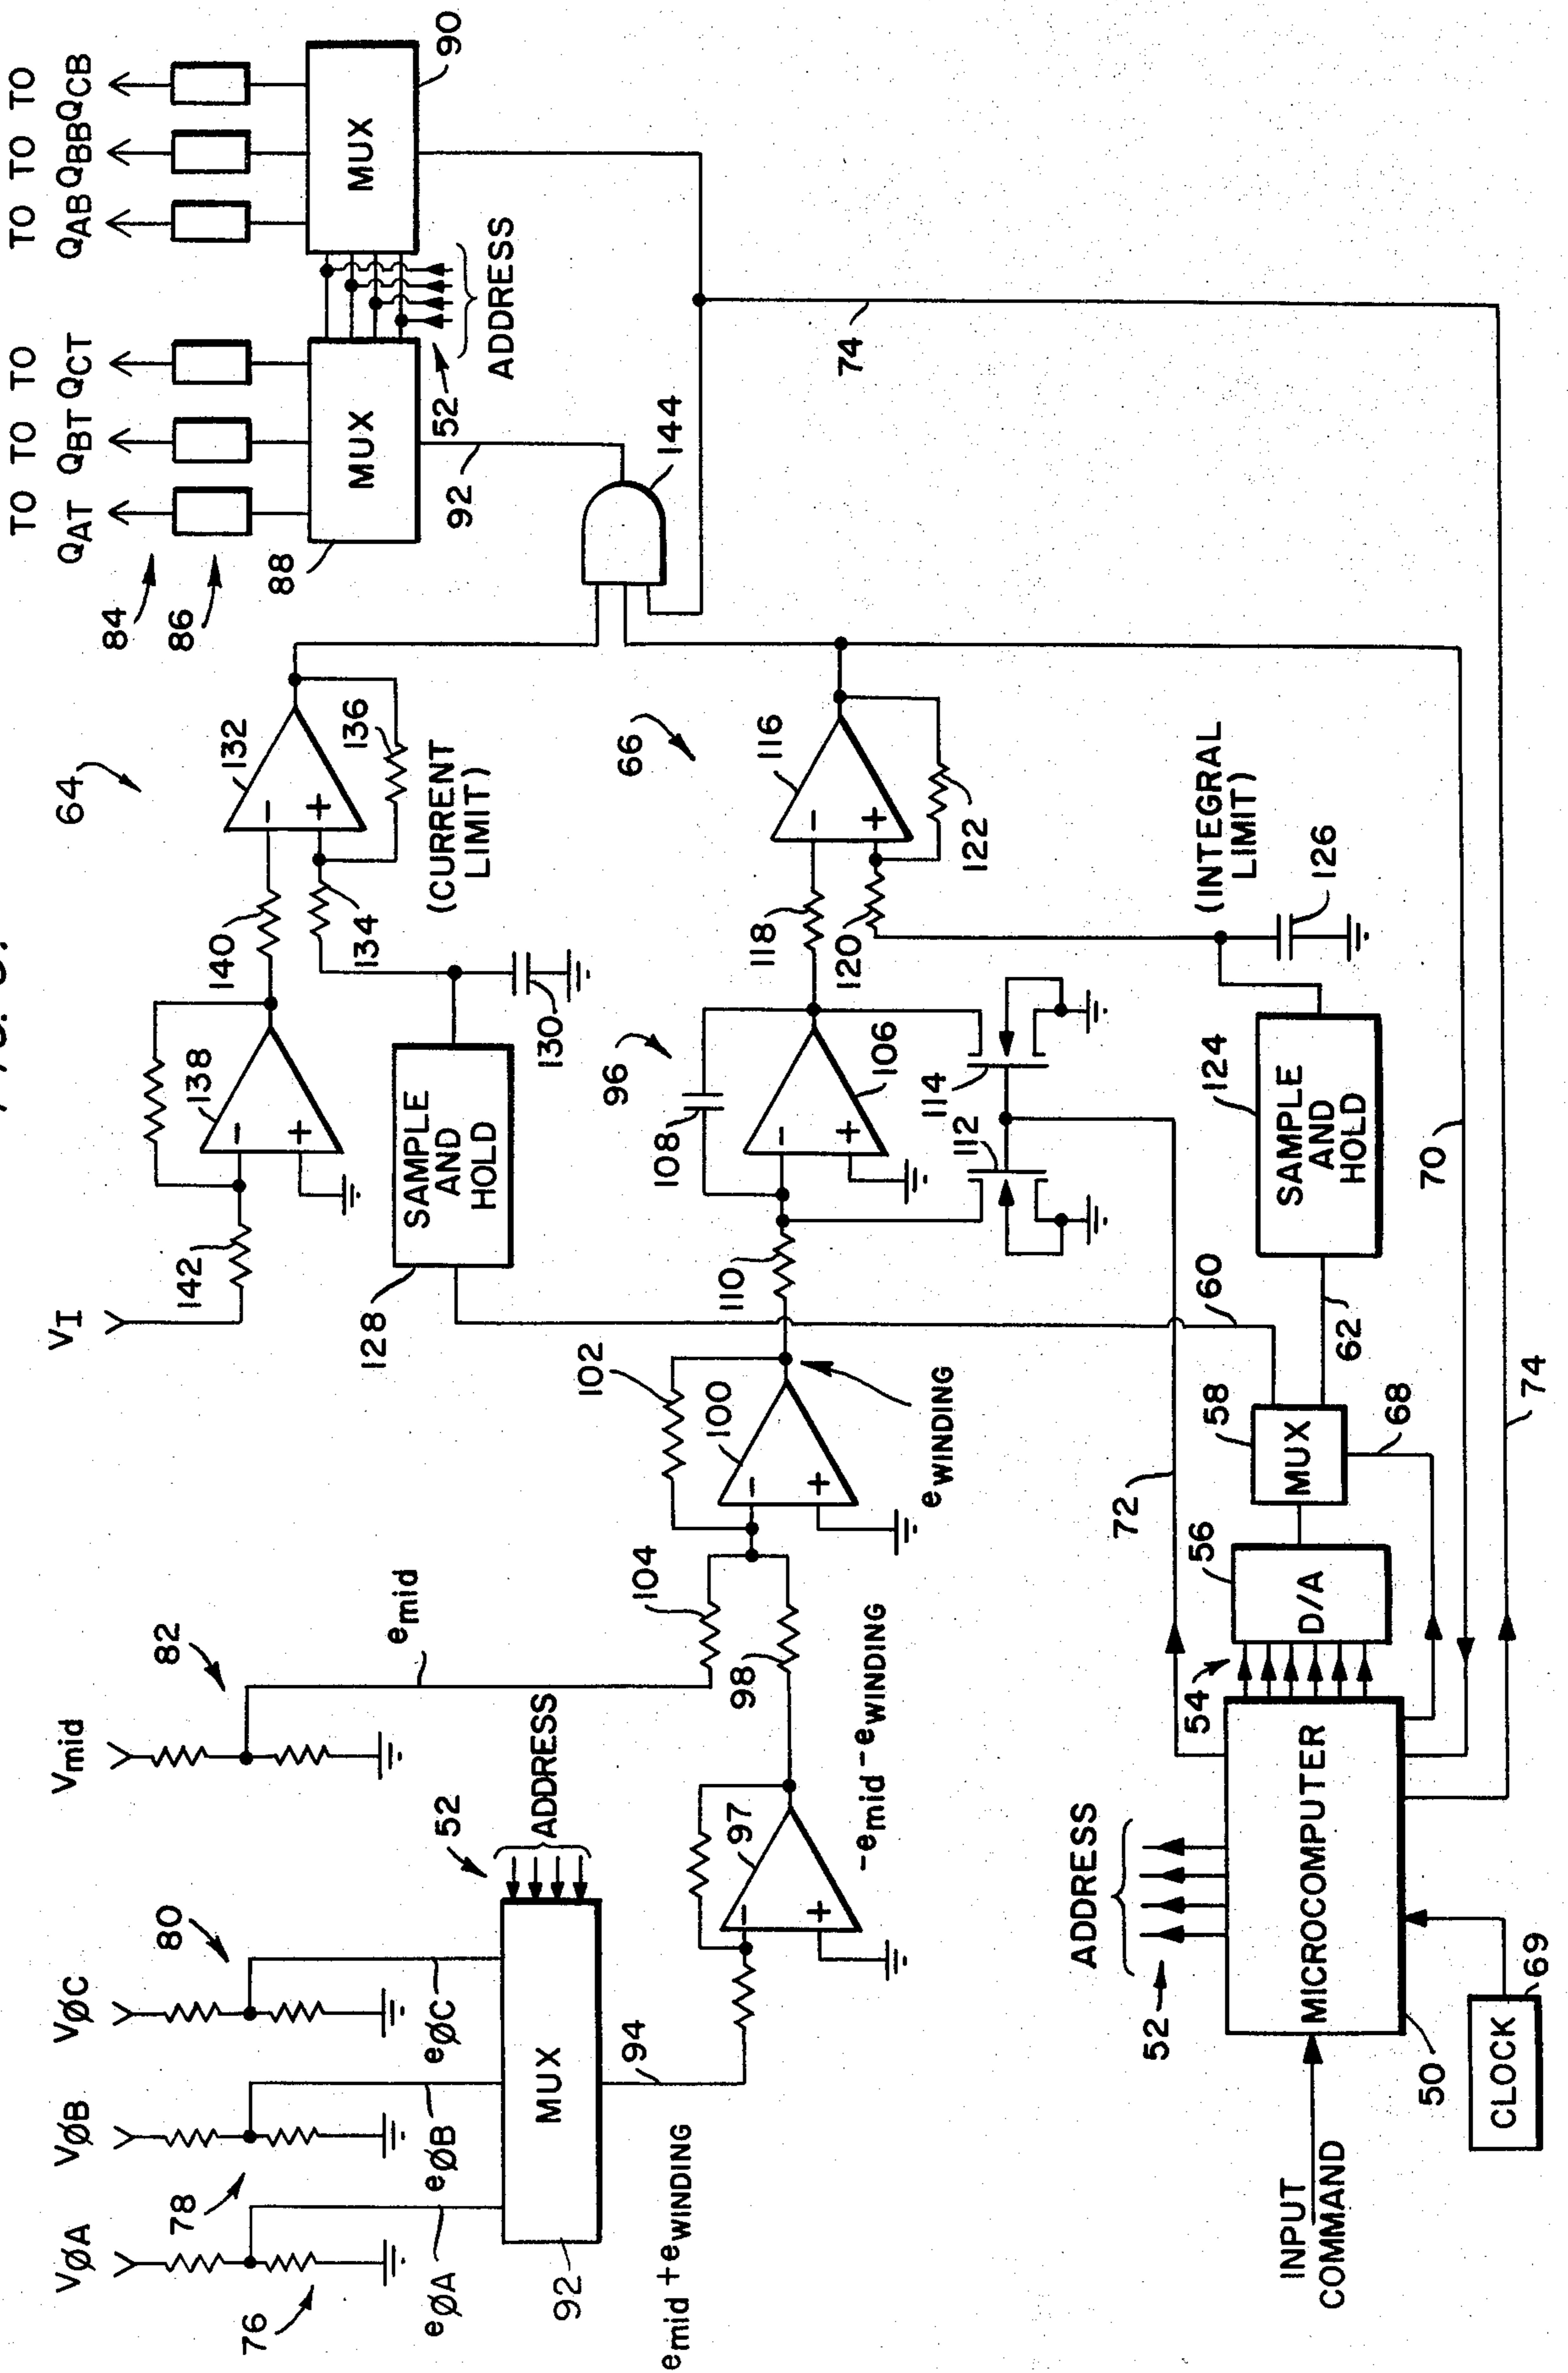 VØA
VØB
VØC
Vmid
VI
76
78
80
82
eØA
eØB
eØC
emid
52
ADDRESS
MUX
92
94
emid + eWINDING
97
-emid -eWINDING
98
104
100
102
eWINDING
110
142
138
140
128
SAMPLE
AND
HOLD
130
134
132
136
(CURRENT
LIMIT)
64
96
108
106
112
114
118
120
116
122
66
(INTEGRAL
LIMIT)
126
124
SAMPLE
AND
HOLD
62
60
58
MUX
68
56
D/A
54
72
70
74
ADDRESS
52
MICROCOMPUTER
50
INPUT
COMMAND
CLOCK
69
74
144
92
88
MUX
52
ADDRESS
MUX
90
84
86
TO TO TO
QAT QBT QCT
TO TO TO
QAB QBB QCB